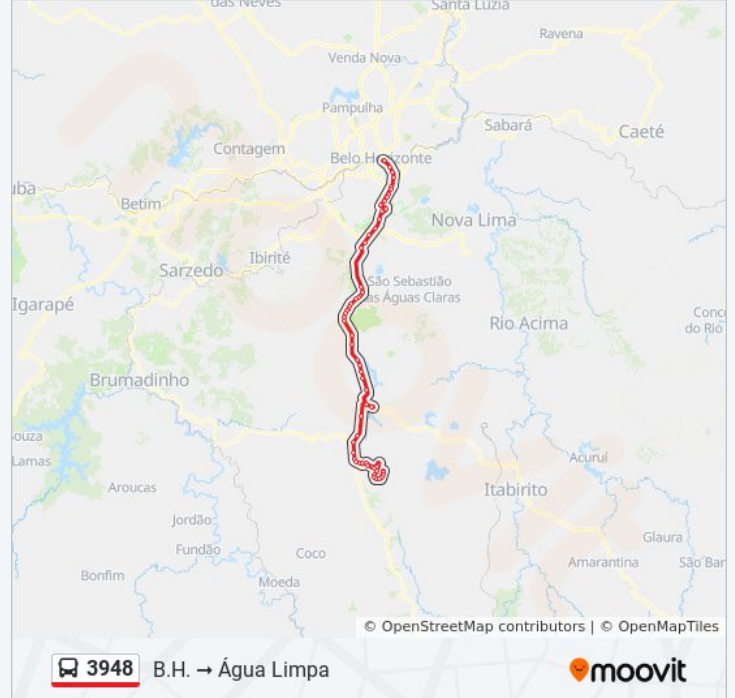 das Neves
Santa Luzia
Ravena
Venda Nova
Pampulha
Sabará
Caeté
Contagem
Belo Horizonte
uba
Betim
Nova Lima
Ibirité
Sarzedo
São Sebastião
as Águas Claras
Igarapé
Conc
do Rio
Rio Acima
Brumadinho
ouza
Lamas
Acuruí
Aroucas
Itabirito
Jordão
Glaura
Fundão
Coco
Amarantina
São Bar
Bonfim
Moeda
© OpenStreetMap contributors | © OpenMapTiles
3948 B.H. → Água Limpa
moovit